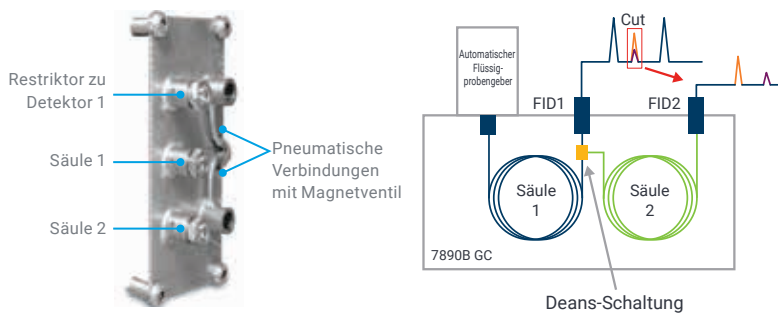 Restriktor zu
Detektor 1
Säule 1
Säule 2
Pneumatische
Verbindungen
mit Magnetventil
Automatischer
Flüssig-
probengeber
Cut
FID1
FID2
Säule
1
Säule
2
7890B GC
Deans-Schaltung